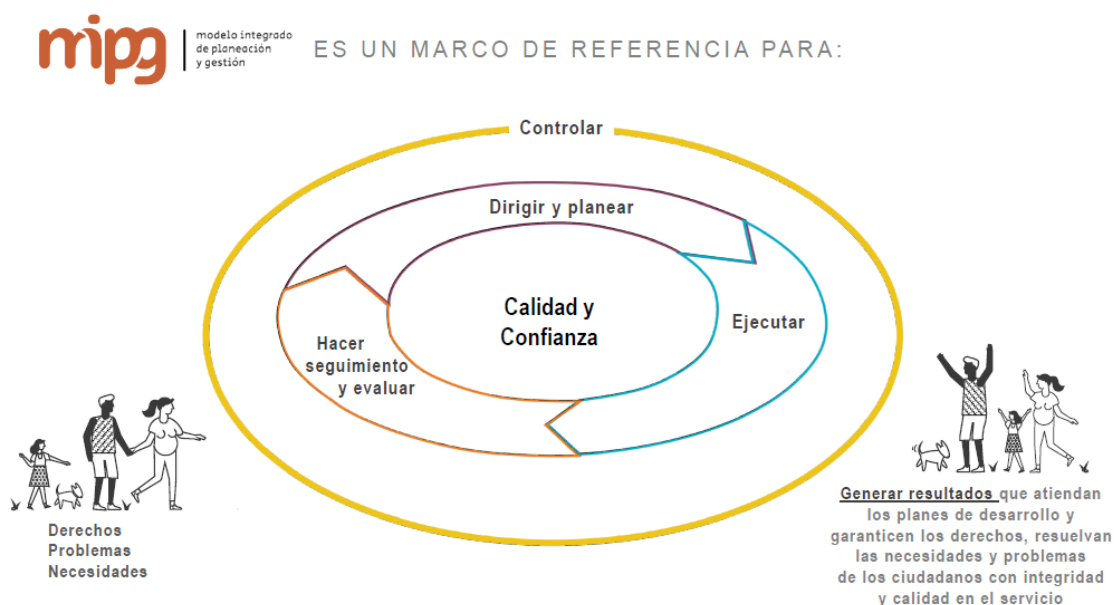 mipg
modelo integrado
de planeación
y gestión
ES UN MARCO DE REFERENCIA PARA:
Controlar
Dirigir y planear
Calidad y
Confianza
Ejecutar
Hacer
seguimiento
y evaluar
Derechos
Problemas
Necesidades
Generar resultados que atiendan
los planes de desarrollo y
garanticen los derechos, resuelvan
las necesidades y problemas
de los ciudadanos con integridad
y calidad en el servicio